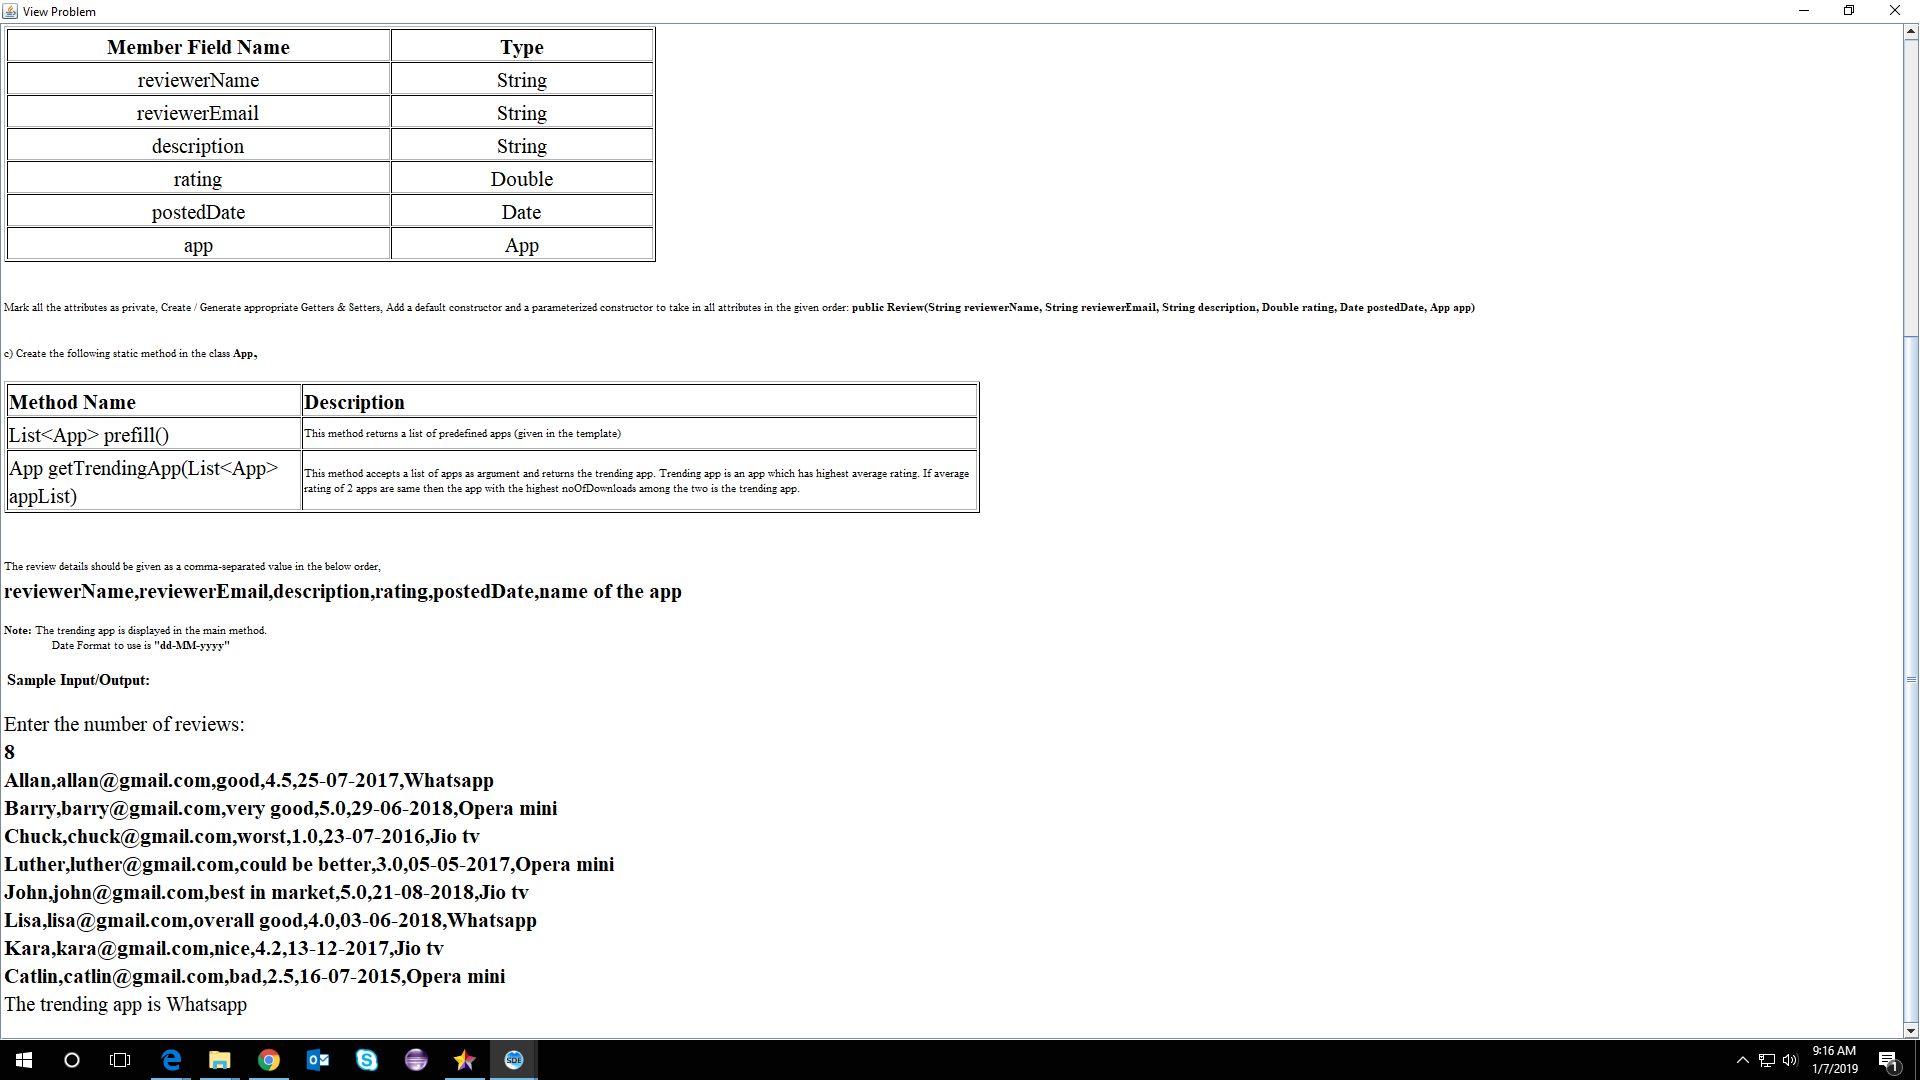 View Problem
Member Field Name Type
reviewerName String
reviewerEmail String
description String
rating Double
postedDate Date
app App
Mark all the attributes as private, Create / Generate appropriate Getters & Setters, Add a default constructor and a parameterized constructor to take in all attributes in the given order: public Review(String reviewerName, String reviewerEmail, String description, Double rating, Date postedDate, App app)
c) Create the following static method in the class App,
Method Name Description
List<App> prefill() This method returns a list of predefined apps (given in the template)
App getTrendingApp(List<App> appList) This method accepts a list of apps as argument and returns the trending app. Trending app is an app which has highest average rating. If average
rating of 2 apps are same then the app with the highest noOfDownloads among the two is the trending app.
The review details should be given as a comma-separated value in the below order,
reviewerName,reviewerEmail,description,rating,postedDate,name of the app
Note: The trending app is displayed in the main method.
Date Format to use is "dd-MM-yyyy"
Sample Input/Output:
Enter the number of reviews:
8
Allan,allan@gmail.com,good,4.5,25-07-2017,Whatsapp
Barry,barry@gmail.com,very good,5.0,29-06-2018,Opera mini
Chuck,chuck@gmail.com,worst,1.0,23-07-2016,Jio tv
Luther,luther@gmail.com,could be better,3.0,05-05-2017,Opera mini
John,john@gmail.com,best in market,5.0,21-08-2018,Jio tv
Lisa,lisa@gmail.com,overall good,4.0,03-06-2018,Whatsapp
Kara,kara@gmail.com,nice,4.2,13-12-2017,Jio tv
Catlin,catlin@gmail.com,bad,2.5,16-07-2015,Opera mini
The trending app is Whatsapp
SDE
9:16 AM
1/7/2019
1